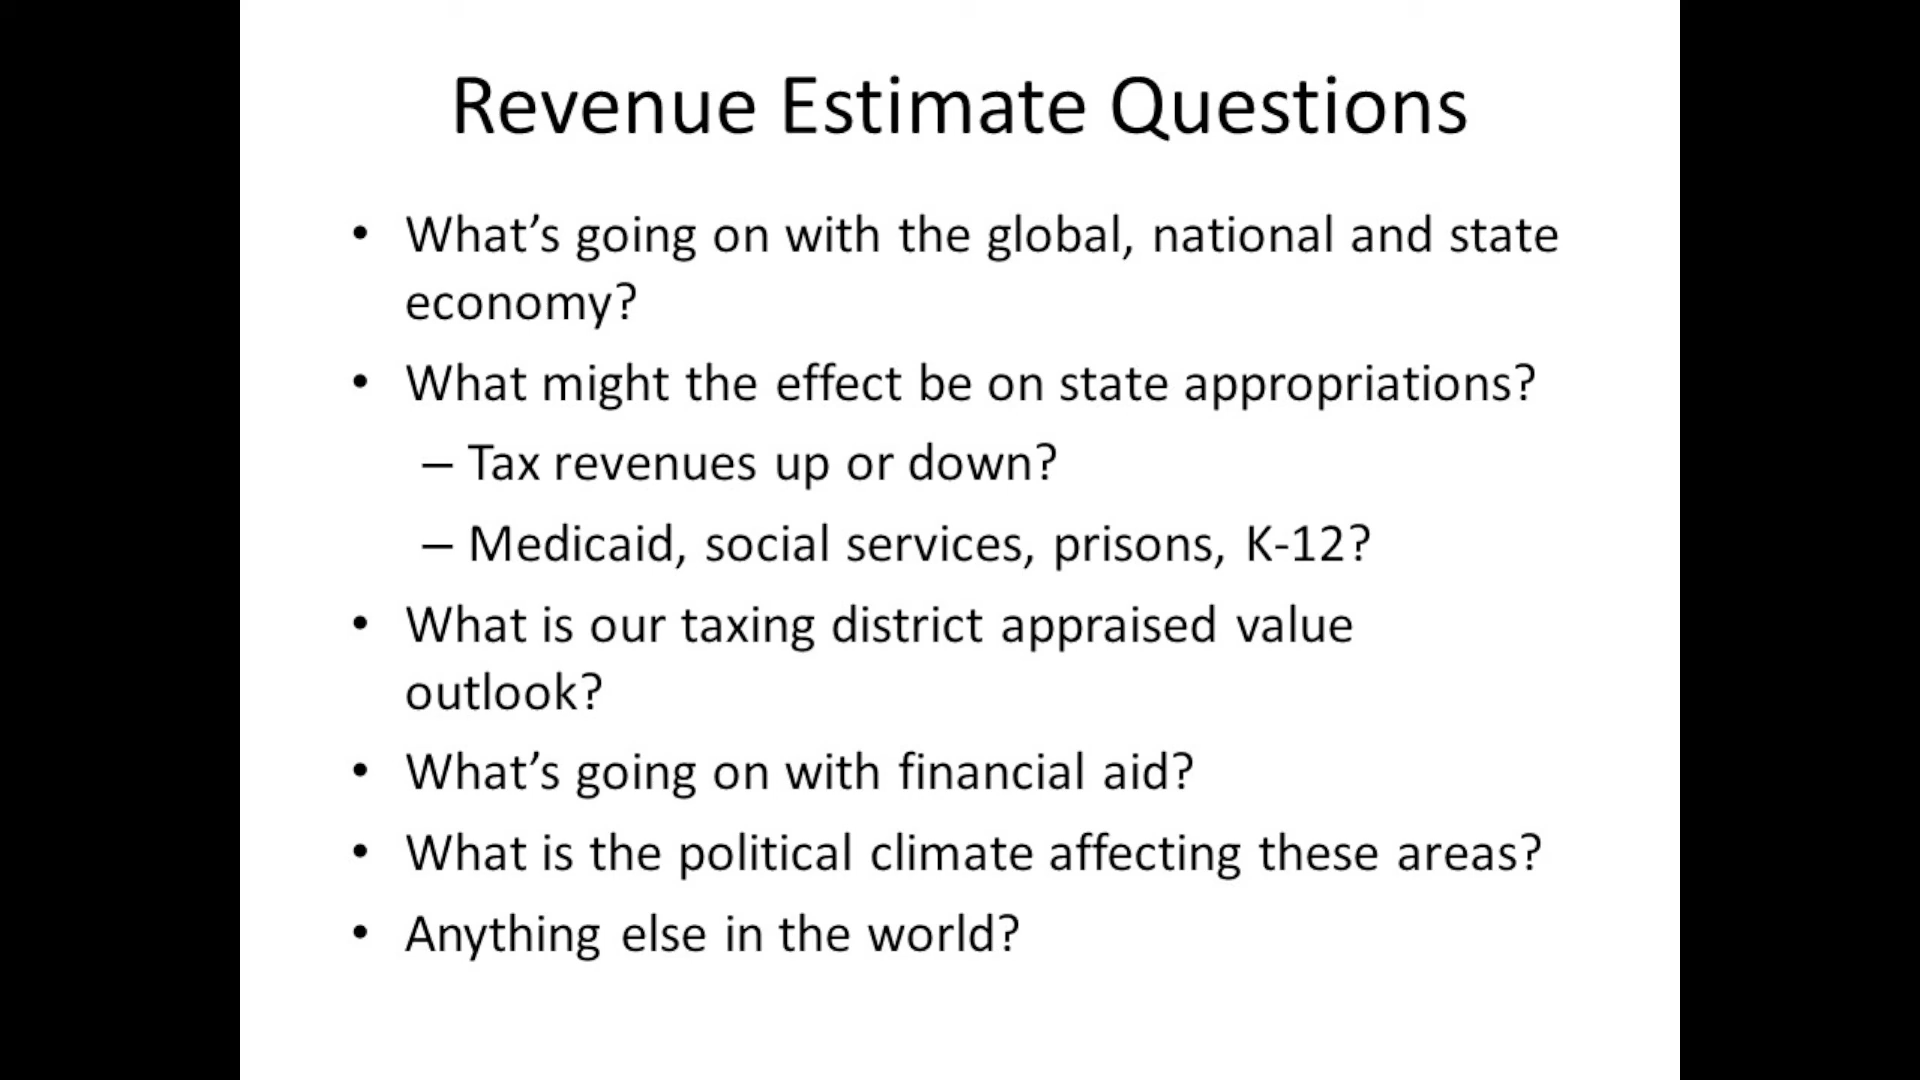 Revenue Estimate Questions
• What’s going on with the global, national and state
economy?
• What might the effect be on state appropriations?
– Tax revenues up or down?
– Medicaid, social services, prisons, K-12?
• What is our taxing district appraised value
outlook?
• What’s going on with financial aid?
• What is the political climate affecting these areas?
• Anything else in the world?